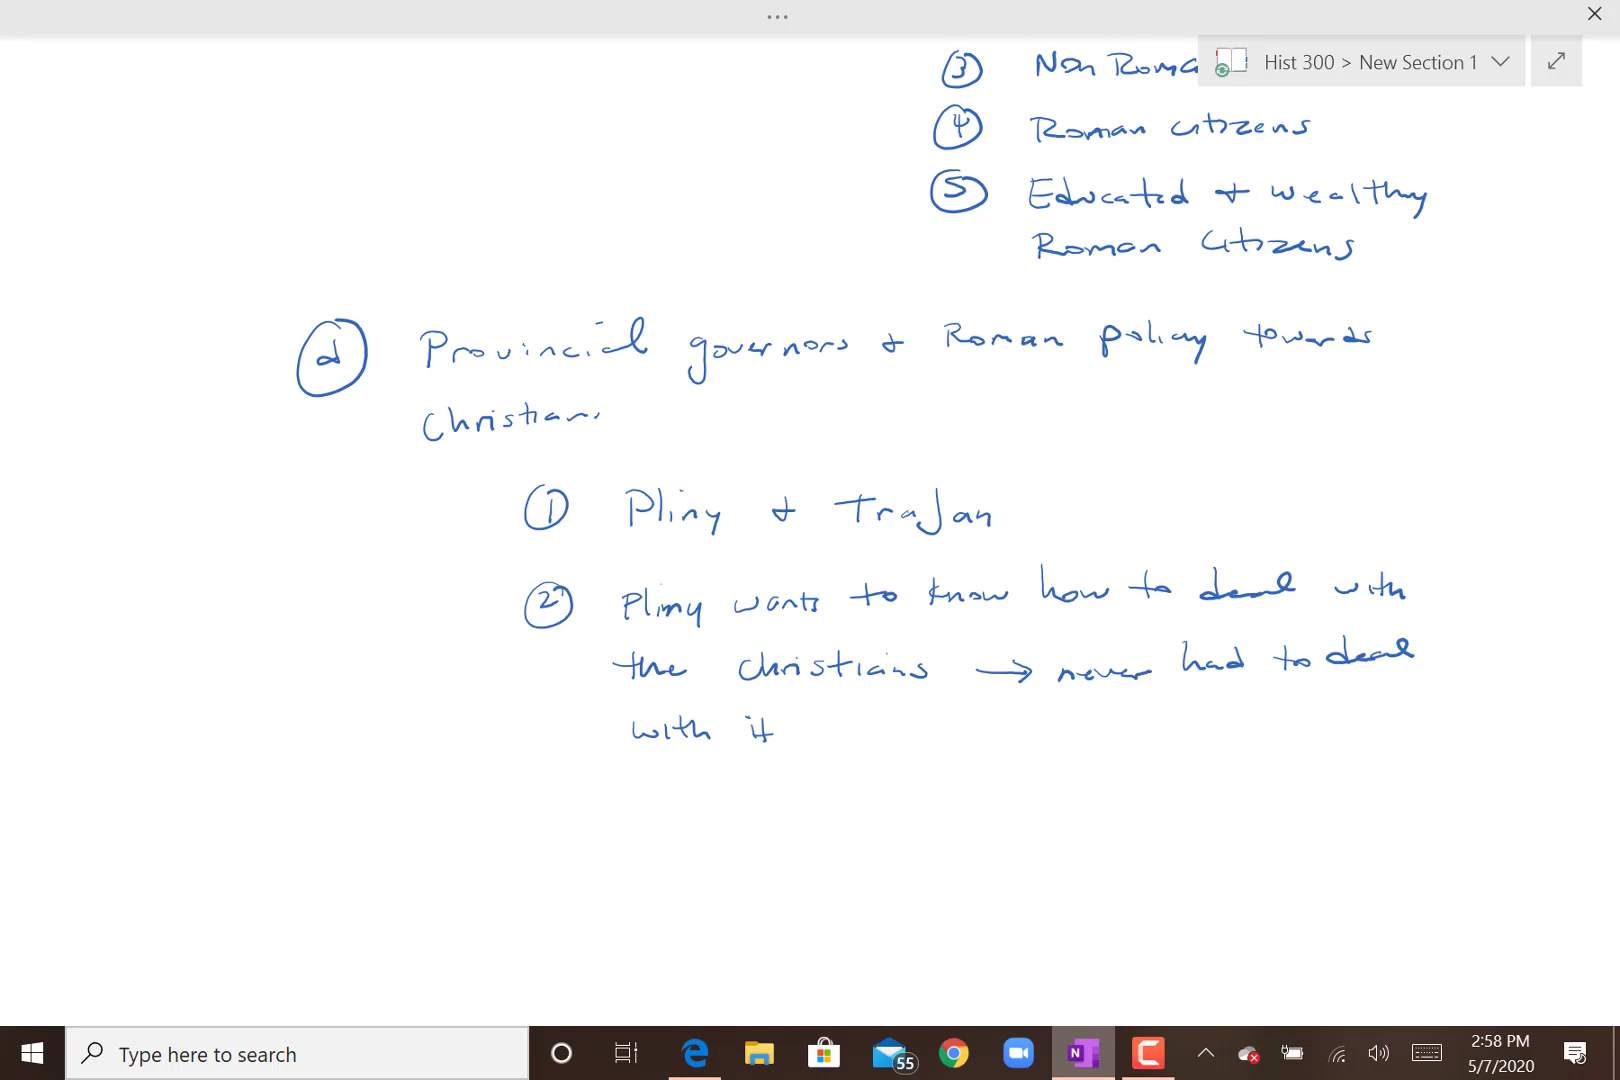 ③ Non Roma
Hist 300 > New Section 1
④ Roman citizens
⑤ Educated + wealthy
Roman citizens
ⓓ Provincial governors + Roman policy towards
Christians
① Pliny + Trajan
② Pliny wants to know how to deal with
the christians → never had to deal
with it
Type here to search
55
2:58 PM
5/7/2020